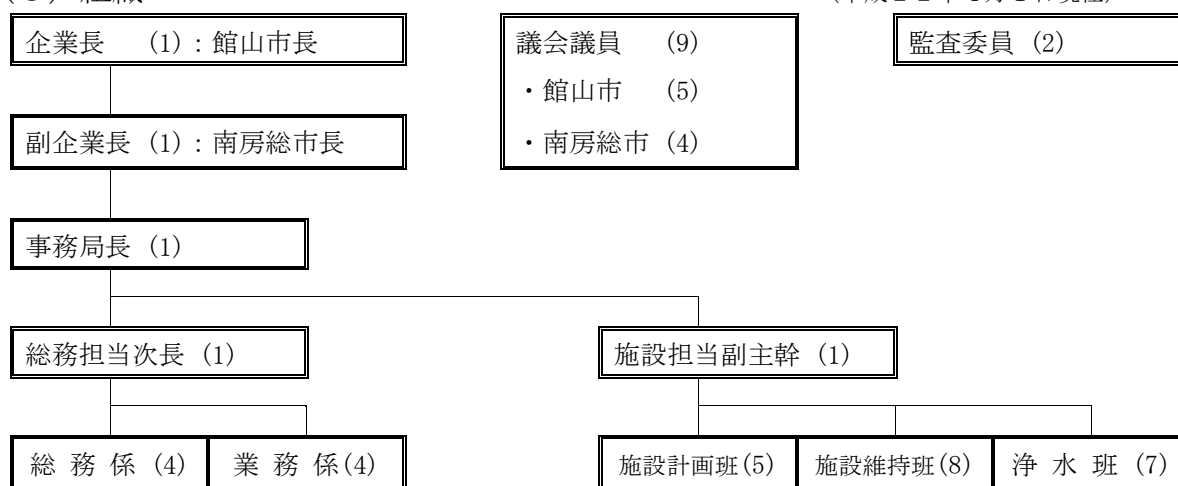 企業長 (1)：館山市長
議会議員 (9)
・館山市 (5)
・南房総市 (4)
監査委員 (2)
副企業長 (1)：南房総市長
事務局長 (1)
総務担当次長 (1)
施設担当副主幹 (1)
総 務 係 (4)
業 務 係(4)
施設計画班(5)
施設維持班(8)
浄 水 班 (7)